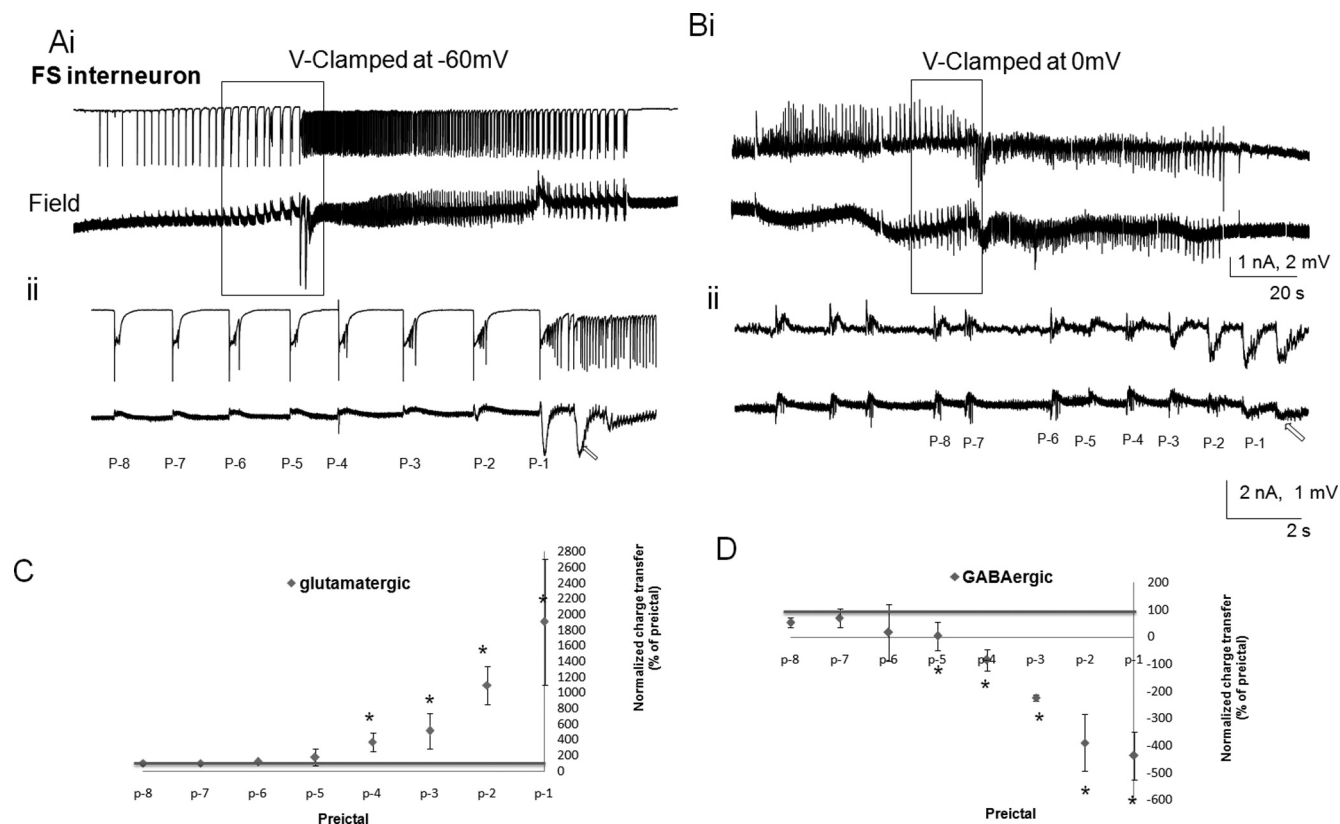 Ai
V-Clamped at -60mV
FS interneuron
Field
ii
P-8 P-7 P-6 P-5 P-4 P-3 P-2 P-1
Bi
V-Clamped at 0mV
1 nA, 2 mV
20 s
ii
P-8 P-7 P-6 P-5 P-4 P-3 P-2 P-1
2 nA, 1 mV
2 s
C
glutamatergic
2800
2600
2400
2200
2000
1800
1600
1400
1200
1000
800
600
400
200
0
Normalized charge transfer
(% of preictal)
* * * *
p-8 p-7 p-6 p-5 p-4 p-3 p-2 p-1
Preictal
D
GABAergic
200
100
0
-100
-200
-300
-400
-500
-600
Normalized charge transfer
(% of preictal)
p-8 p-7 p-6 p-5 p-4 p-3 p-2 p-1
* * * * *
Preictal